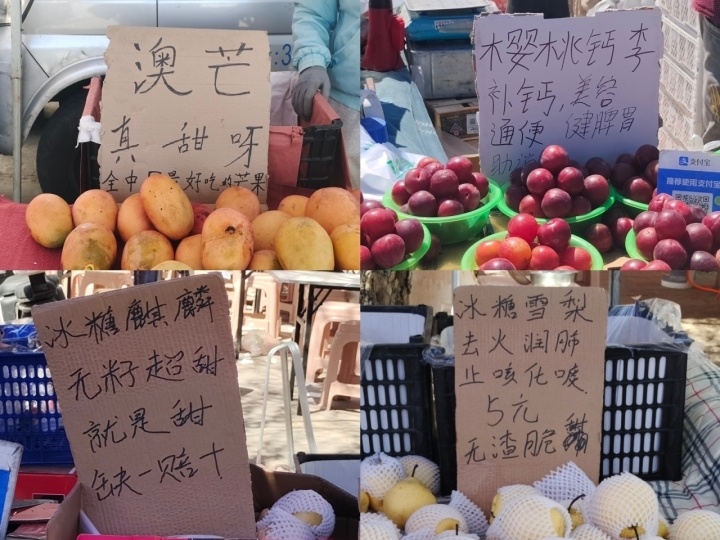 澳芒
真甜呀
全中国最好吃的芒果
木婴桃钙李
补钙,美容
通便 健脾胃
助消
支付宝
推荐使用支付宝
冰糖麒麟
无籽超甜
就是甜
缺一赔十
冰糖雪梨
去火润肺
止咳化痰
5元
无渣脆甜